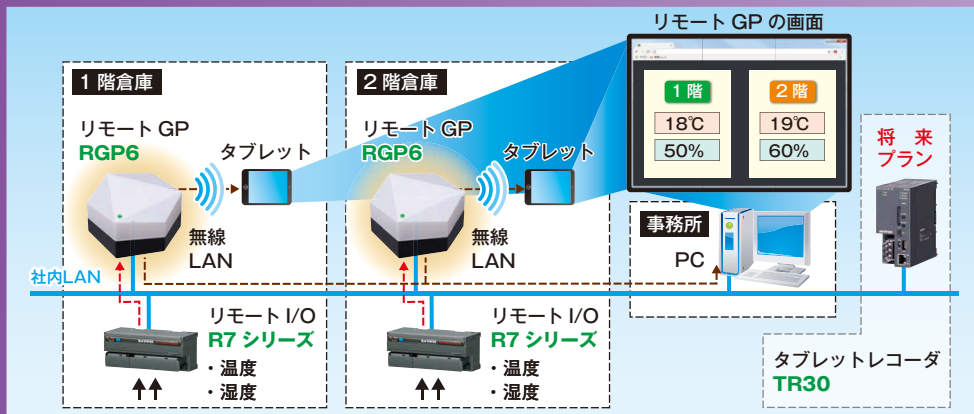 リモート GP の画面
1 階
2 階
18℃
19℃
50%
60%
1 階倉庫
リモート GP
RGP6
タブレット
無線
LAN
2 階倉庫
リモート GP
RGP6
タブレット
無線
LAN
事務所
PC
将 来
プラン
社内LAN
リモート I/O
R7 シリーズ
・温度
・湿度
リモート I/O
R7 シリーズ
・温度
・湿度
タブレットレコーダ
TR30